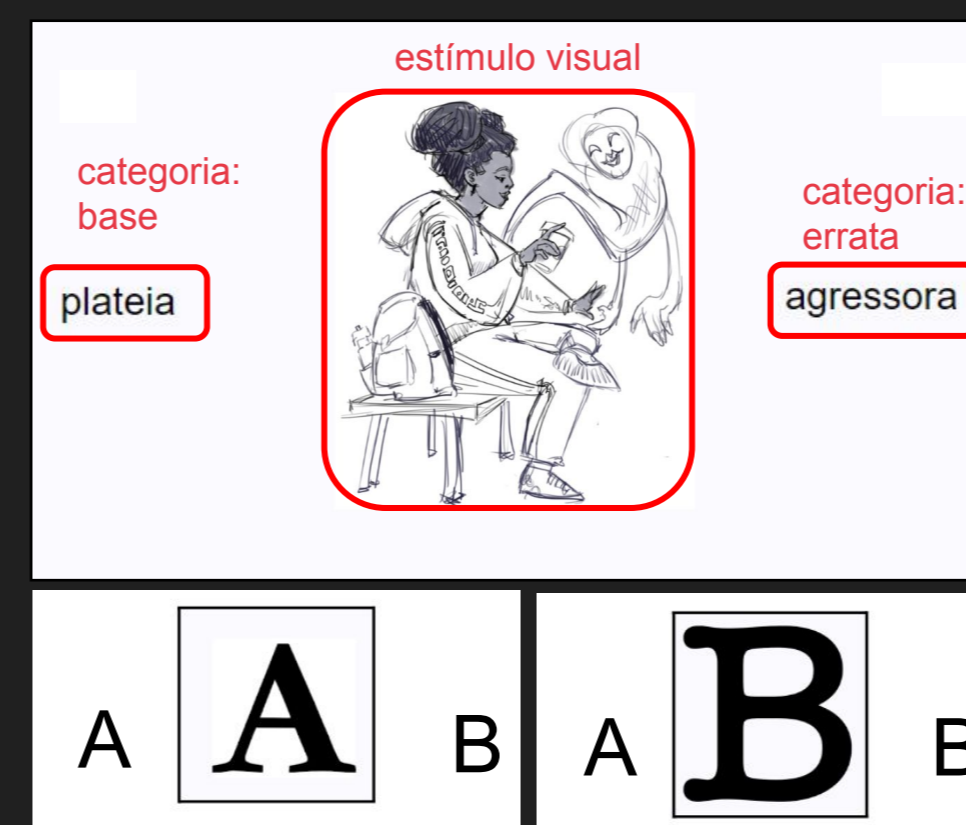 estímulo visual
categoria:
base
plateia
categoria:
errata
agressora
A
A
B
A
B
B